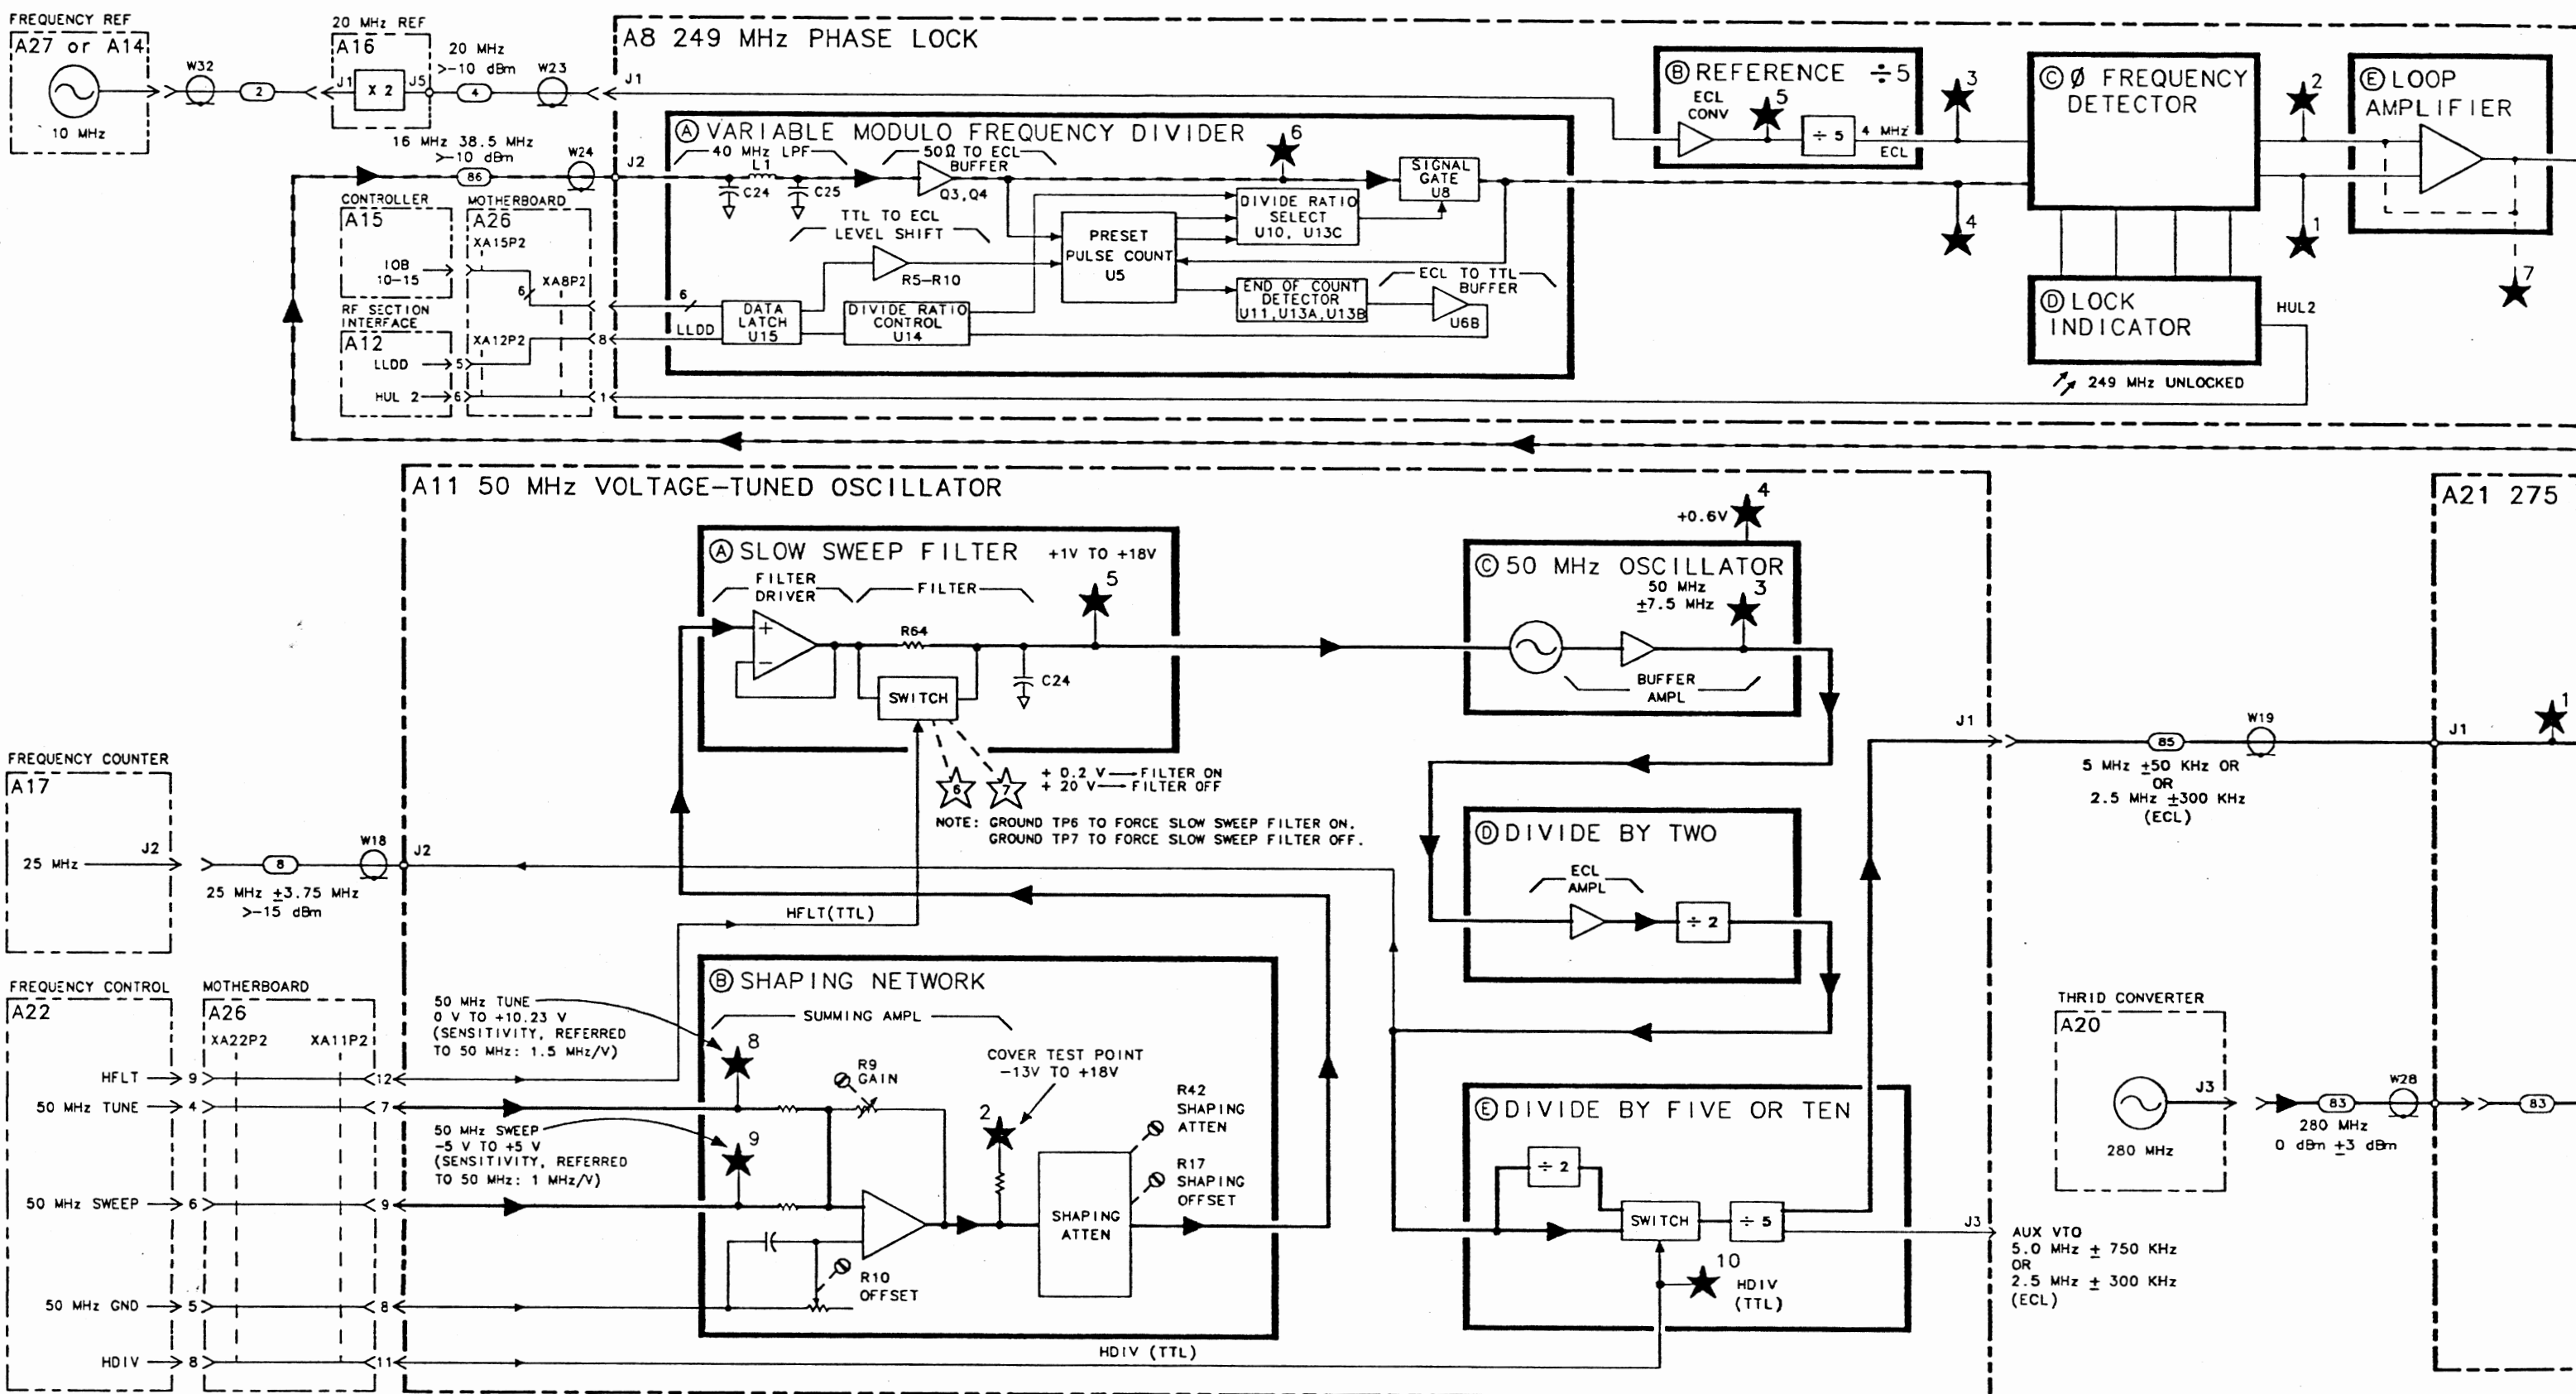 FREQUENCY REF
A27 or A14
10 MHz
W32
2
20 MHz REF
A16
J1
X 2
J5
20 MHz
>-10 dBm
4
W23
J1
A8 249 MHz PHASE LOCK
16 MHz 38.5 MHz
>-10 dBm
86
W24
J2
CONTROLLER
A15
IOB
10-15
RF SECTION
INTERFACE
A12
LLDD
5
HUL 2
6
MOTHERBOARD
A26
XA15P2
6
XA8P2
XA12P2
8
1
Ⓐ VARIABLE MODULO FREQUENCY DIVIDER
40 MHz LPF
L1
C24
C25
50Ω TO ECL
BUFFER
Q3,Q4
6
SIGNAL
GATE
U8
TTL TO ECL
LEVEL SHIFT
R5-R10
PRESET
PULSE COUNT
U5
DIVIDE RATIO
SELECT
U10, U13C
END OF COUNT
DETECTOR
U11,U13A,U13B
ECL TO TTL
BUFFER
U6B
6
LLDD
DATA
LATCH
U15
DIVIDE RATIO
CONTROL
U14
Ⓑ REFERENCE ÷5
ECL
CONV
5
÷ 5
4 MHz
ECL
3
4
Ⓒ Ø FREQUENCY
DETECTOR
2
1
Ⓔ LOOP
AMPLIFIER
7
Ⓓ LOCK
INDICATOR
HUL2
249 MHz UNLOCKED
A11 50 MHz VOLTAGE-TUNED OSCILLATOR
Ⓐ SLOW SWEEP FILTER
+1V TO +18V
FILTER
DRIVER
FILTER
+
−
R64
5
SWITCH
C24
6
7
+ 0.2 V — FILTER ON
+ 20 V — FILTER OFF
NOTE: GROUND TP6 TO FORCE SLOW SWEEP FILTER ON.
GROUND TP7 TO FORCE SLOW SWEEP FILTER OFF.
+0.6V
4
Ⓒ 50 MHz OSCILLATOR
50 MHz
±7.5 MHz
3
BUFFER
AMPL
Ⓓ DIVIDE BY TWO
ECL
AMPL
÷ 2
Ⓔ DIVIDE BY FIVE OR TEN
÷ 2
SWITCH
÷ 5
10
HDIV
(TTL)
J1
85
W19
5 MHz ±50 KHz OR
OR
2.5 MHz ±300 KHz
(ECL)
A21 275
J1
1
J3
AUX VTO
5.0 MHz ± 750 KHz
OR
2.5 MHz ± 300 KHz
(ECL)
THRID CONVERTER
A20
280 MHz
J3
83
W28
280 MHz
0 dBm ±3 dBm
83
FREQUENCY COUNTER
A17
25 MHz
J2
8
W18
J2
25 MHz ±3.75 MHz
>-15 dBm
HFLT(TTL)
FREQUENCY CONTROL
A22
MOTHERBOARD
A26
XA22P2
XA11P2
HFLT
9
12
50 MHz TUNE
4
7
50 MHz SWEEP
6
9
50 MHz GND
5
8
HDIV
8
11
50 MHz TUNE
0 V TO +10.23 V
(SENSITIVITY, REFERRED
TO 50 MHz: 1.5 MHz/V)
50 MHz SWEEP
-5 V TO +5 V
(SENSITIVITY, REFERRED
TO 50 MHz: 1 MHz/V)
Ⓑ SHAPING NETWORK
SUMMING AMPL
8
9
R9
GAIN
COVER TEST POINT
-13V TO +18V
2
R10
OFFSET
SHAPING
ATTEN
R42
SHAPING
ATTEN
R17
SHAPING
OFFSET
HDIV (TTL)